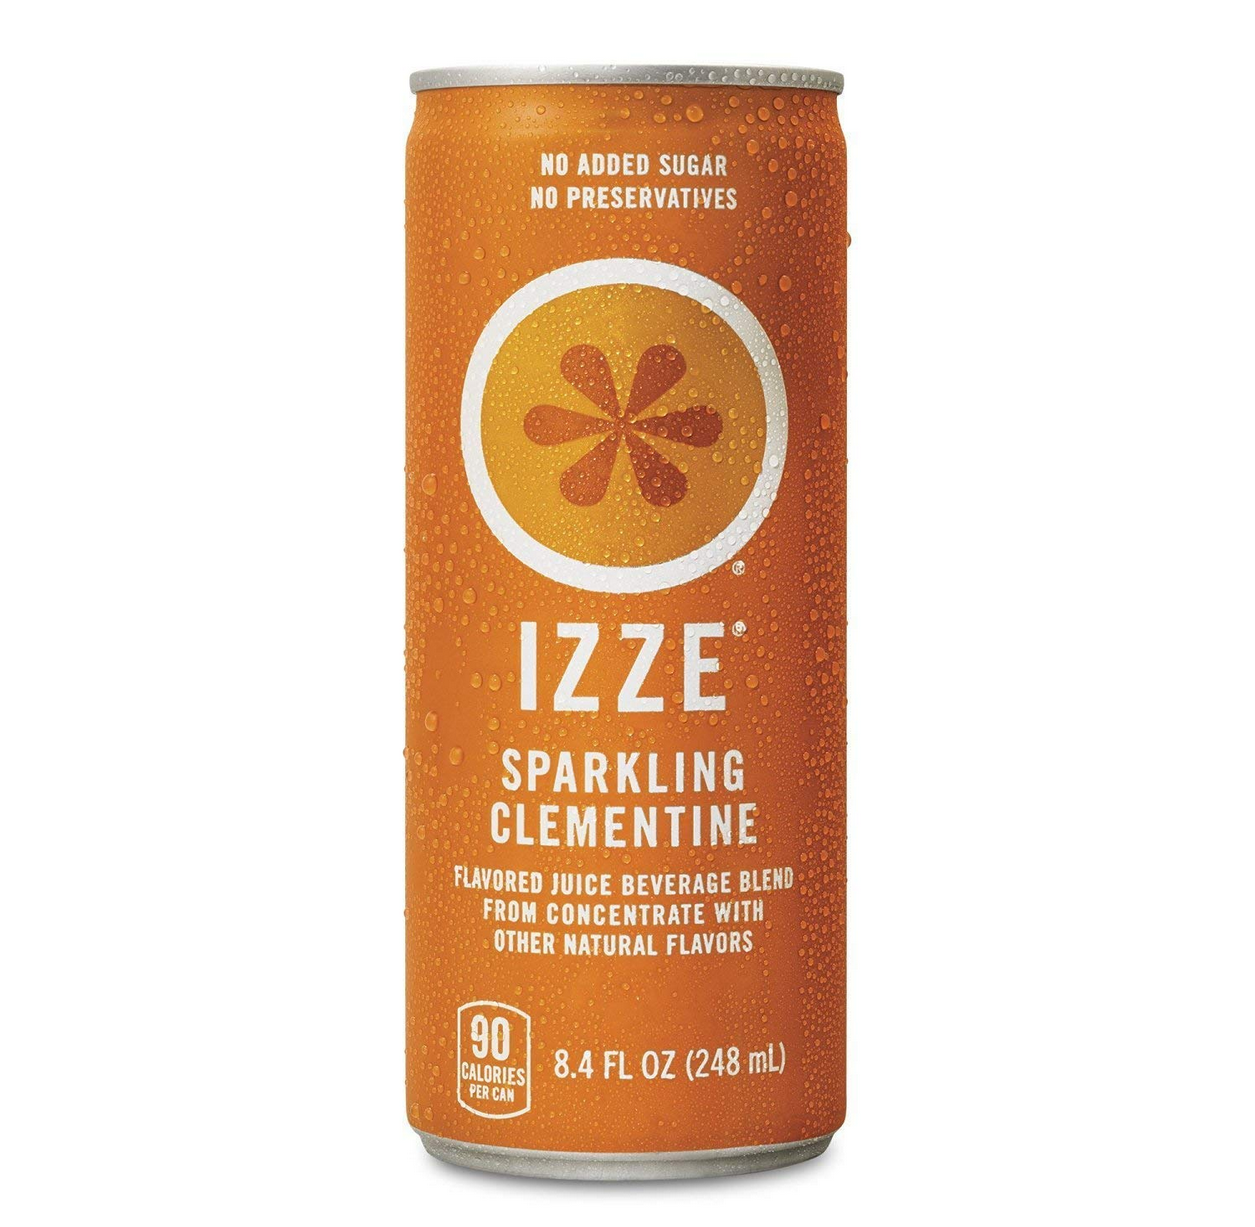 NO ADDED SUGAR
NO PRESERVATIVES
®
IZZE®
SPARKLING
CLEMENTINE
FLAVORED JUICE BEVERAGE BLEND
FROM CONCENTRATE WITH
OTHER NATURAL FLAVORS
90
CALORIES
PER CAN
8.4 FL OZ (248 mL)